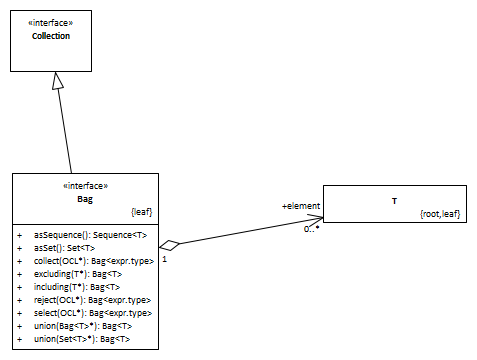 «interface»
Collection
«interface»
Bag
{leaf}
+ asSequence(): Sequence<T>
+ asSet(): Set<T>
+ collect(OCL*): Bag<expr.type>
+ excluding(T*): Bag<T>
+ including(T*): Bag<T>
+ reject(OCL*): Bag<expr.type>
+ select(OCL*): Bag<expr.type>
+ union(Bag<T>*): Bag<T>
+ union(Set<T>*): Bag<T>
1
+element
0..*
T
{root,leaf}